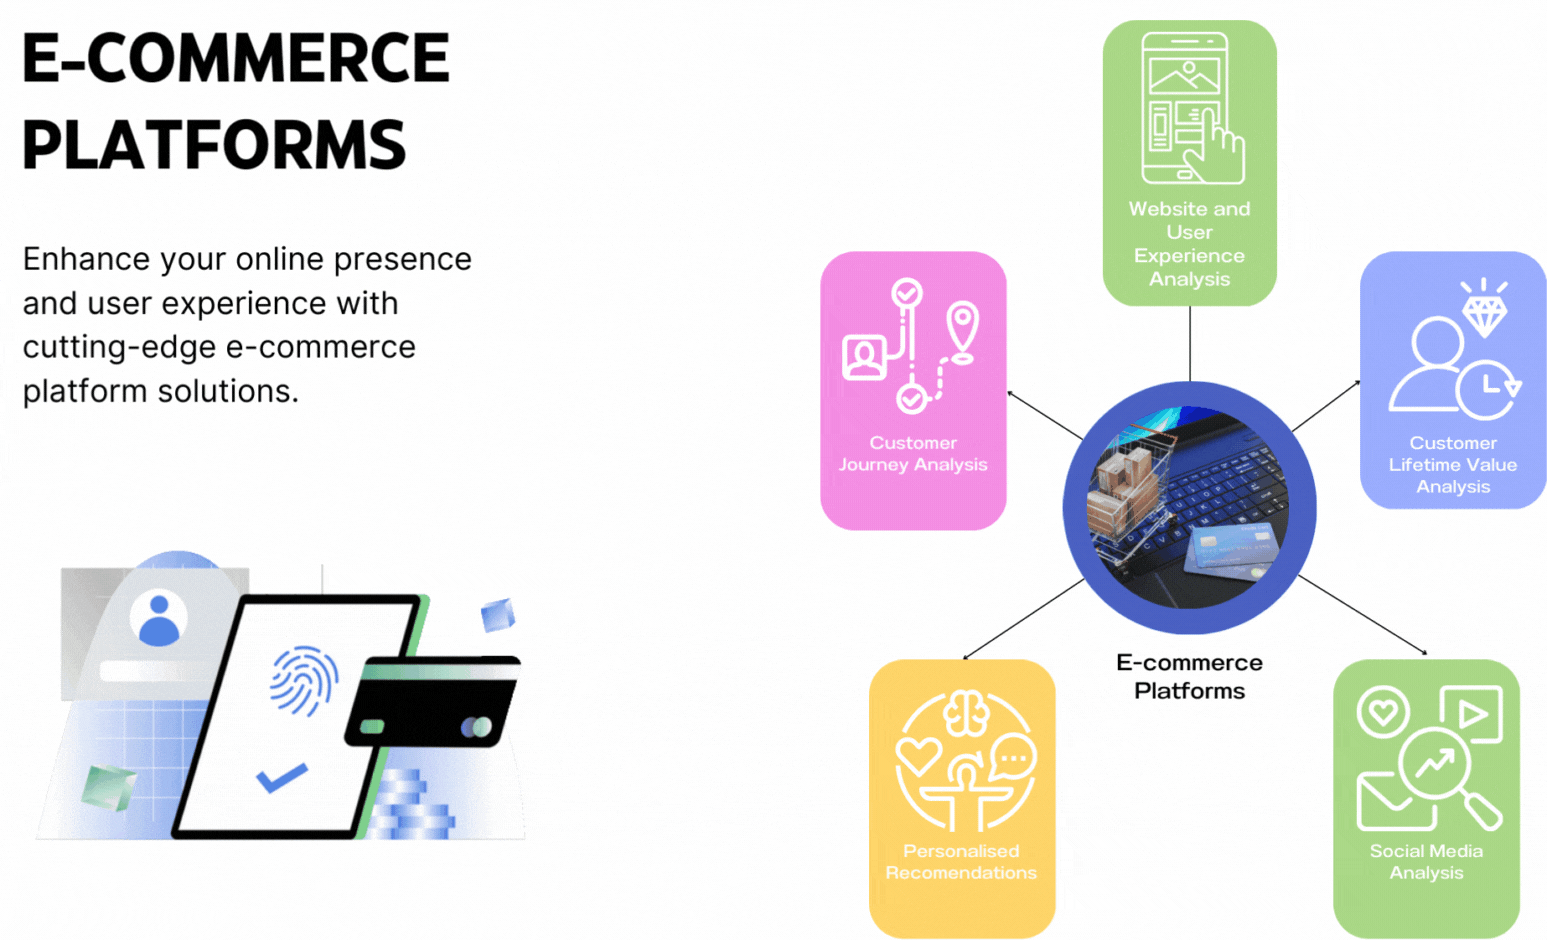 E-COMMERCE
PLATFORMS
Enhance your online presence
and user experience with
cutting-edge e-commerce
platform solutions.
Website and
User
Experience
Analysis
Customer
Journey Analysis
Customer
Lifetime Value
Analysis
E-commerce
Platforms
Personalised
Recomendations
Social Media
Analysis